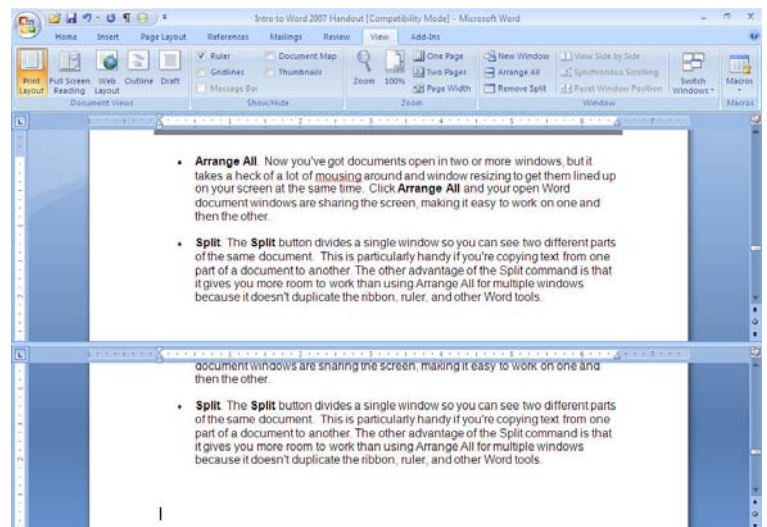 Intro to Word 2007 Handout [Compatibility Mode] - Microsoft Word
Home Insert Page Layout References Mailings Review View Add-Ins
Print Layout
Full Screen Reading
Web Layout
Outline
Draft
Document Views
Ruler
Gridlines
Message Bar
Document Map
Thumbnails
Show/Hide
Zoom
100%
One Page
Two Pages
Page Width
Zoom
New Window
Arrange All
Remove Split
View Side by Side
Synchronous Scrolling
Reset Window Position
Window
Switch Windows
Macros
Macros
• Arrange All. Now you've got documents open in two or more windows, but it
takes a heck of a lot of mousing around and window resizing to get them lined up
on your screen at the same time. Click Arrange All and your open Word
document windows are sharing the screen, making it easy to work on one and
then the other.
• Split. The Split button divides a single window so you can see two different parts
of the same document. This is particularly handy if you're copying text from one
part of a document to another. The other advantage of the Split command is that
it gives you more room to work than using Arrange All for multiple windows
because it doesn't duplicate the ribbon, ruler, and other Word tools.
document windows are sharing the screen, making it easy to work on one and
then the other.
• Split. The Split button divides a single window so you can see two different parts
of the same document. This is particularly handy if you're copying text from one
part of a document to another. The other advantage of the Split command is that
it gives you more room to work than using Arrange All for multiple windows
because it doesn't duplicate the ribbon, ruler, and other Word tools.